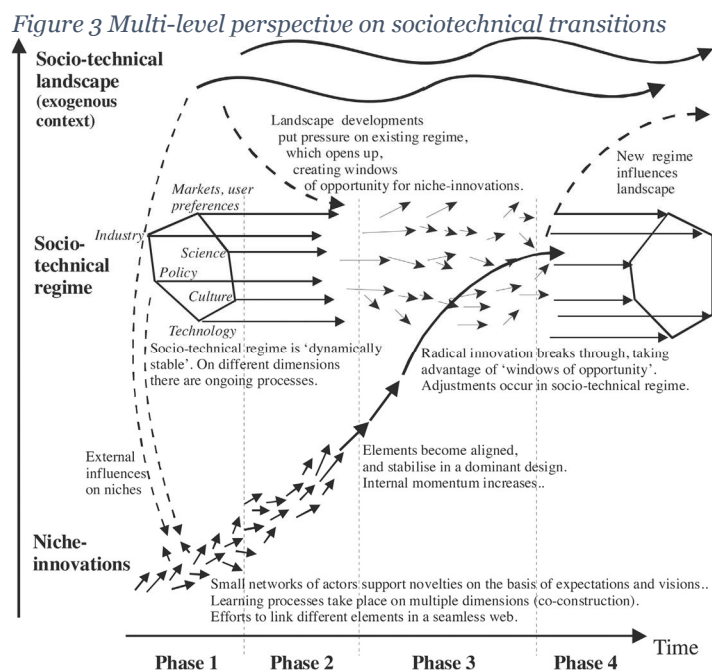 Figure 3 Multi-level perspective on sociotechnical transitions
Socio-technical
landscape
(exogenous
context)
Landscape developments
put pressure on existing regime,
which opens up,
creating windows
of opportunity for niche-innovations.
New regime
influences
landscape
Markets, user
preferences
Industry
Science
Policy
Culture
Technology
Socio-
technical
regime
Socio-technical regime is ‘dynamically
stable’. On different dimensions
there are ongoing processes.
Radical innovation breaks through, taking
advantage of ‘windows of opportunity’.
Adjustments occur in socio-technical regime.
Elements become aligned,
and stabilise in a dominant design.
Internal momentum increases..
External
influences
on niches
Niche-
innovations
Small networks of actors support novelties on the basis of expectations and visions..
Learning processes take place on multiple dimensions (co-construction).
Efforts to link different elements in a seamless web.
Time
Phase 1
Phase 2
Phase 3
Phase 4